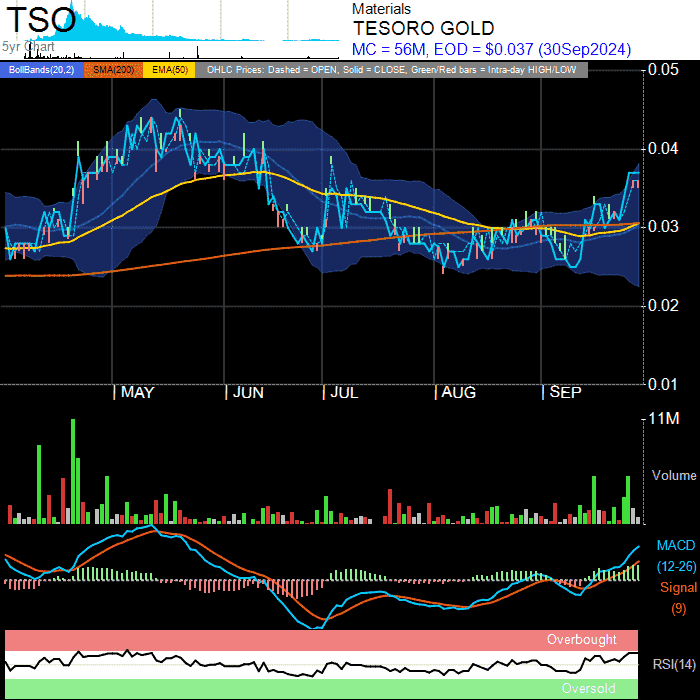 TSO
5yr Chart
Materials
TESORO GOLD
MC = 56M, EOD = $0.037 (30Sep2024)
BollBands(20,2) SMA(200) EMA(50) OHLC Prices: Dashed = OPEN, Solid = CLOSE, Green/Red bars = Intra-day HIGH/LOW
0.05
0.04
0.03
0.02
0.01
MAY JUN JUL AUG SEP
11M
Volume
MACD
(12-26)
Signal
(9)
Overbought
RSI(14)
Oversold